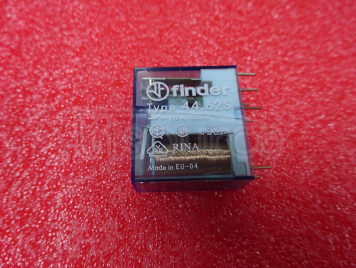 finder
Type 44.62S
RINA
Made in EU-04